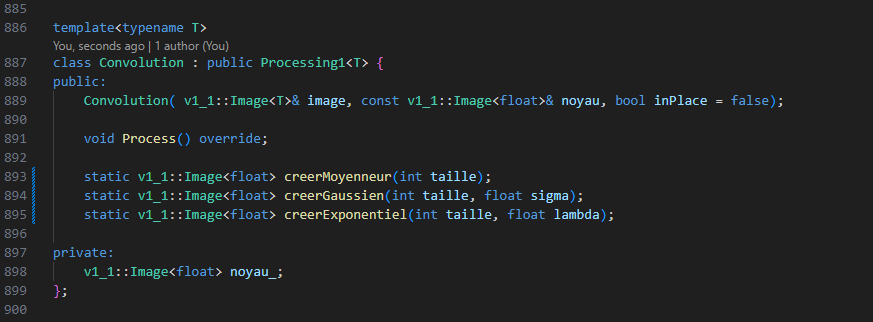 885
886 template<typename T>
You, seconds ago | 1 author (You)
887 class Convolution : public Processing1<T> {
888 public:
889     Convolution( v1_1::Image<T>& image, const v1_1::Image<float>& noyau, bool inPlace = false);
890
891     void Process() override;
892
893     static v1_1::Image<float> creerMoyenneur(int taille);
894     static v1_1::Image<float> creerGaussien(int taille, float sigma);
895     static v1_1::Image<float> creerExponentiel(int taille, float lambda);
896
897 private:
898     v1_1::Image<float> noyau_;
899 };
900